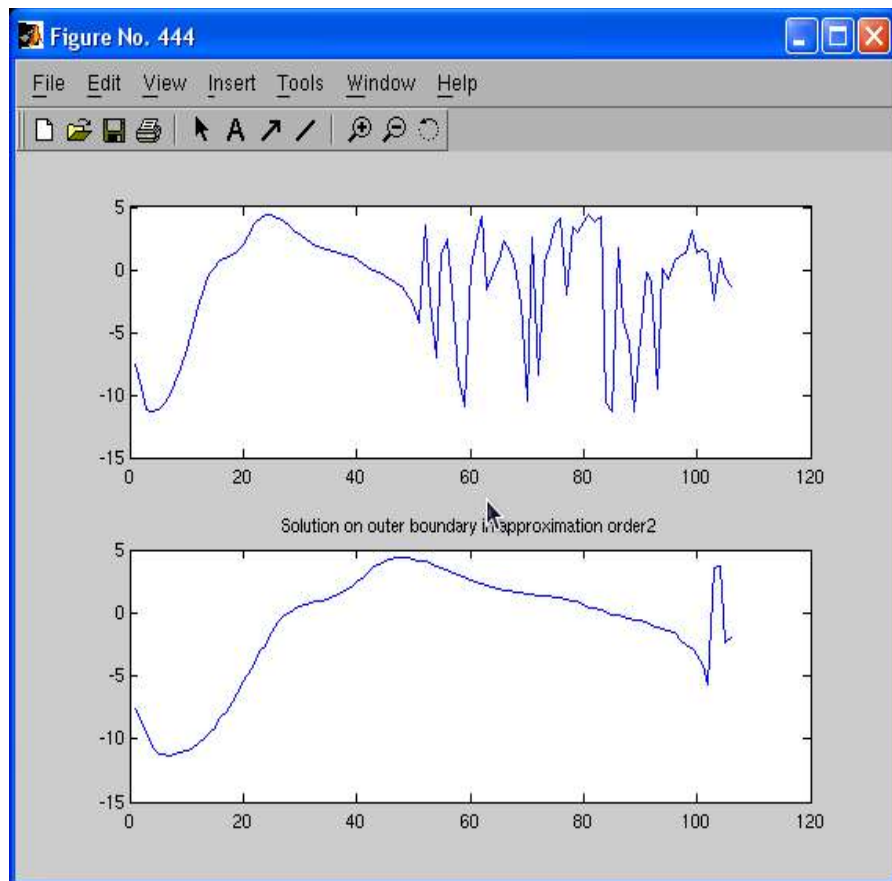 Figure No. 444
File Edit View Insert Tools Window Help
A
5
0
-5
-10
-15
0 20 40 60 80 100 120
Solution on outer boundary in approximation order2
5
0
-5
-10
-15
0 20 40 60 80 100 120